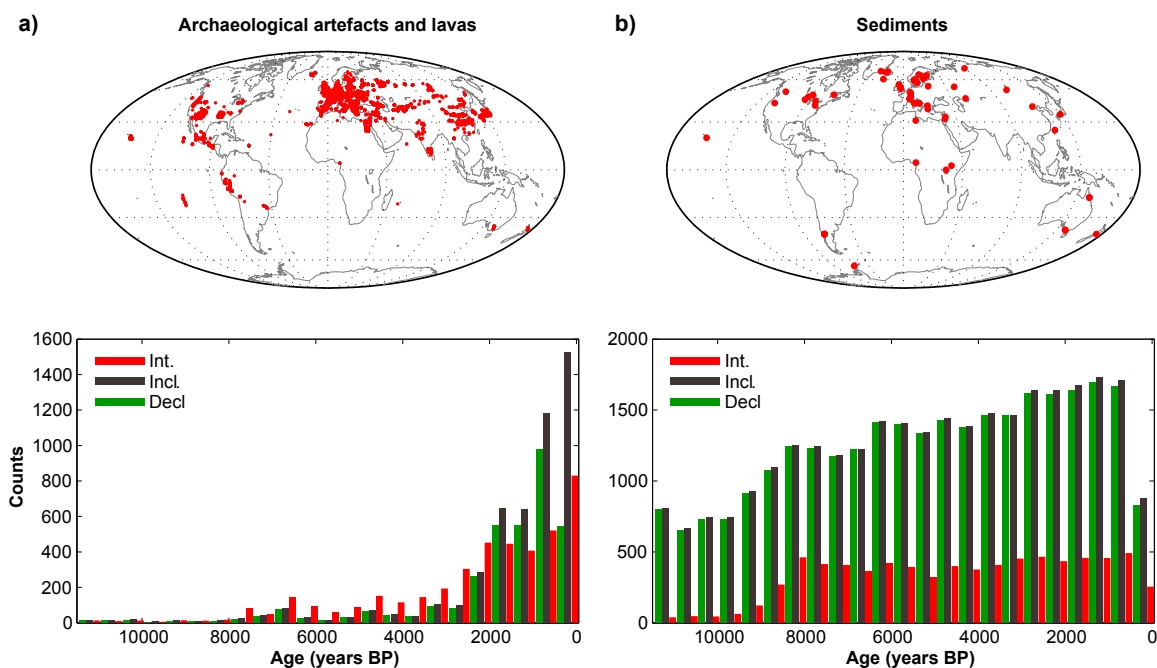 a)
Archaeological artefacts and lavas
b)
Sediments
1600
1400
1200
1000
800
600
400
200
0
Counts
Int.
Incl.
Decl
10000
8000
6000
4000
2000
0
Age (years BP)
2000
1500
1000
500
0
Int.
Incl.
Decl
10000
8000
6000
4000
2000
0
Age (years BP)